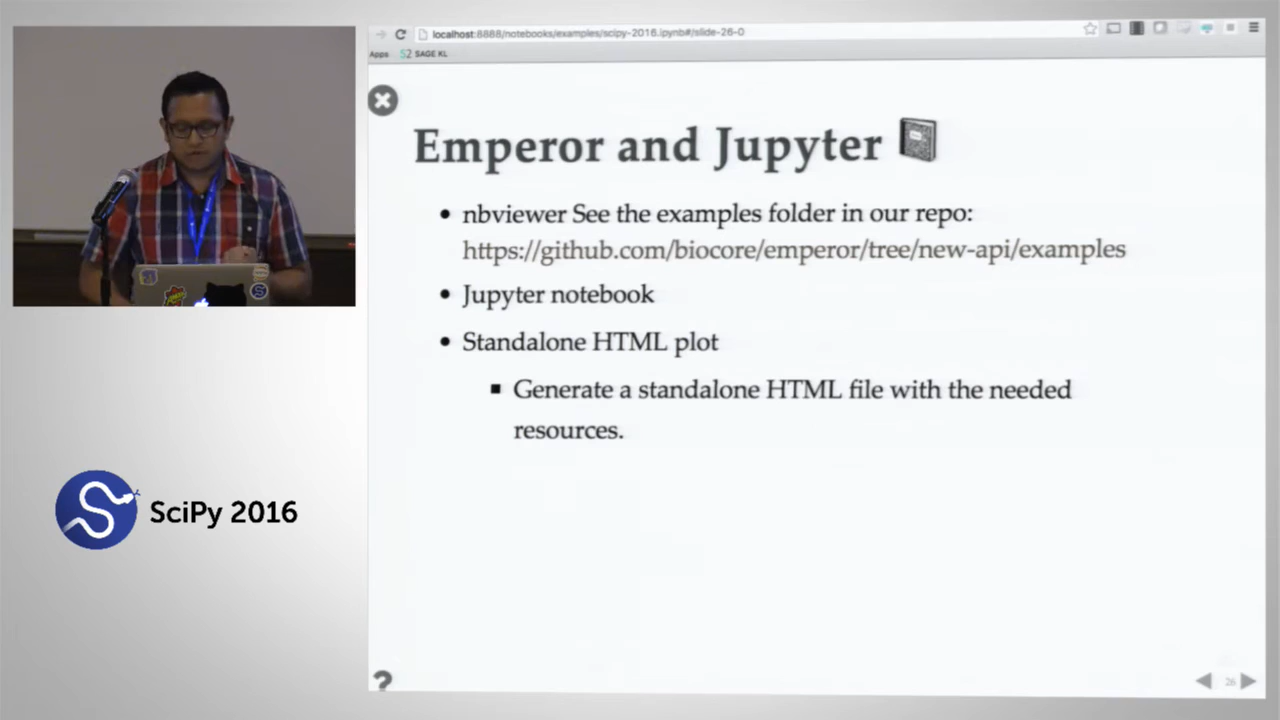 localhost:8888/notebooks/examples/scipy-2016.ipynb#/slide-26-0
Apps S2 SAGE KL
Emperor and Jupyter
• nbviewer See the examples folder in our repo:
https://github.com/biocore/emperor/tree/new-api/examples
• Jupyter notebook
• Standalone HTML plot
▪ Generate a standalone HTML file with the needed
resources.
SciPy 2016
?
26